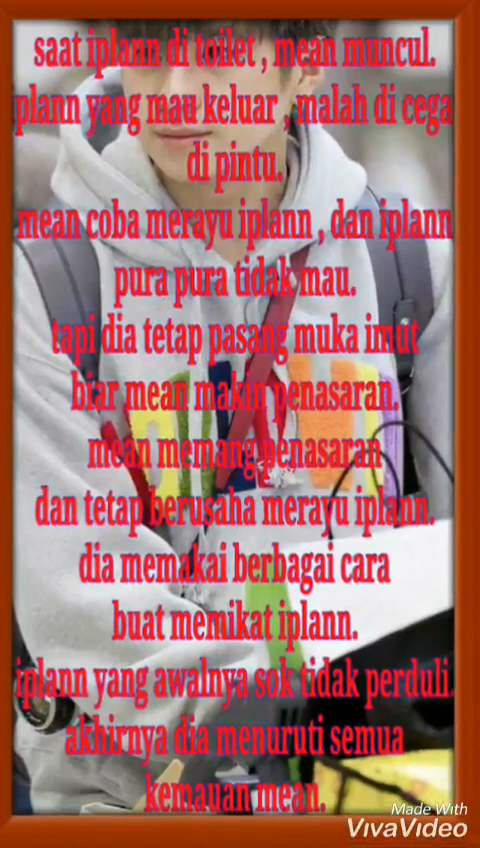 saat iplann di toilet , mean muncul.
plann yang mau keluar , malah di cega
di pintu.
mean coba merayu iplann , dan iplann
pura pura tidak mau.
tapi dia tetap pasang muka imut
biar mean makin penasaran.
mean memang penasaran
dan tetap berusaha merayu iplann.
dia memakai berbagai cara
buat memikat iplann.
iplann yang awalnya sok tidak perduli.
akhirnya dia menuruti semua
kemauan mean.
Made With
VivaVideo